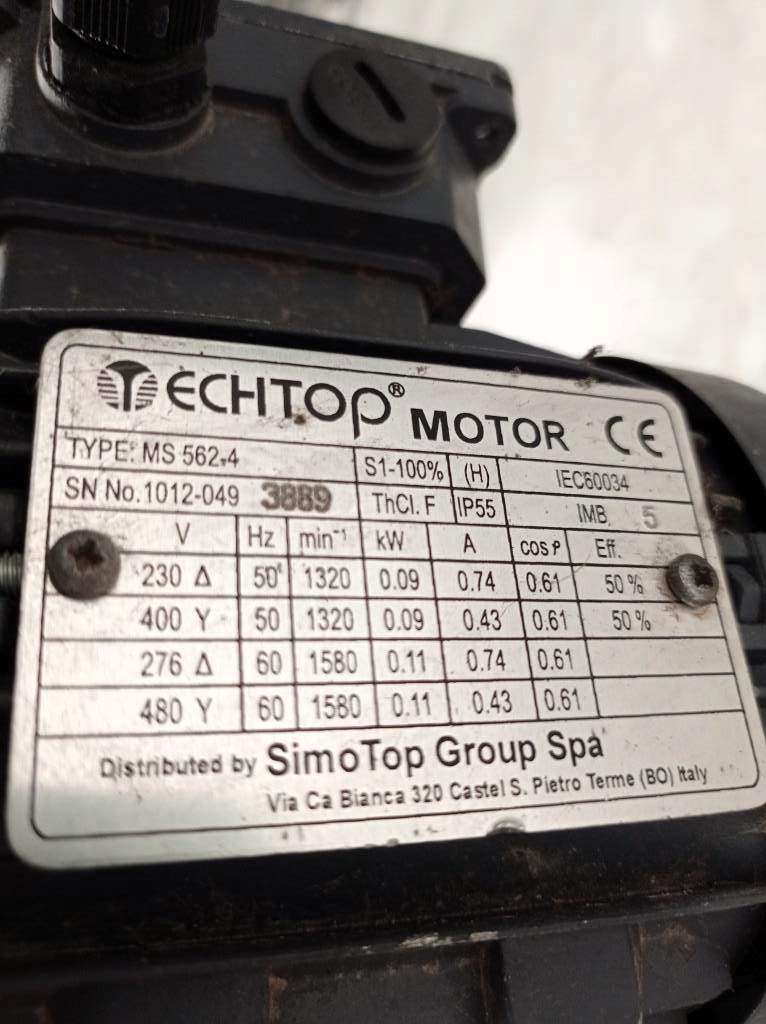 TECHTOP® MOTOR CE
TYPE: MS 562-4 S1-100% (H) IEC60034
SN No.1012-049 3889 ThCl. F IP55 IMB 5
V Hz min⁻¹ kW A cos φ Eff.
230 Δ 50 1320 0.09 0.74 0.61 50 %
400 Y 50 1320 0.09 0.43 0.61 50 %
276 Δ 60 1580 0.11 0.74 0.61
480 Y 60 1580 0.11 0.43 0.61
Distributed by SimoTop Group Spa
Via Ca Bianca 320 Castel S. Pietro Terme (BO) Italy